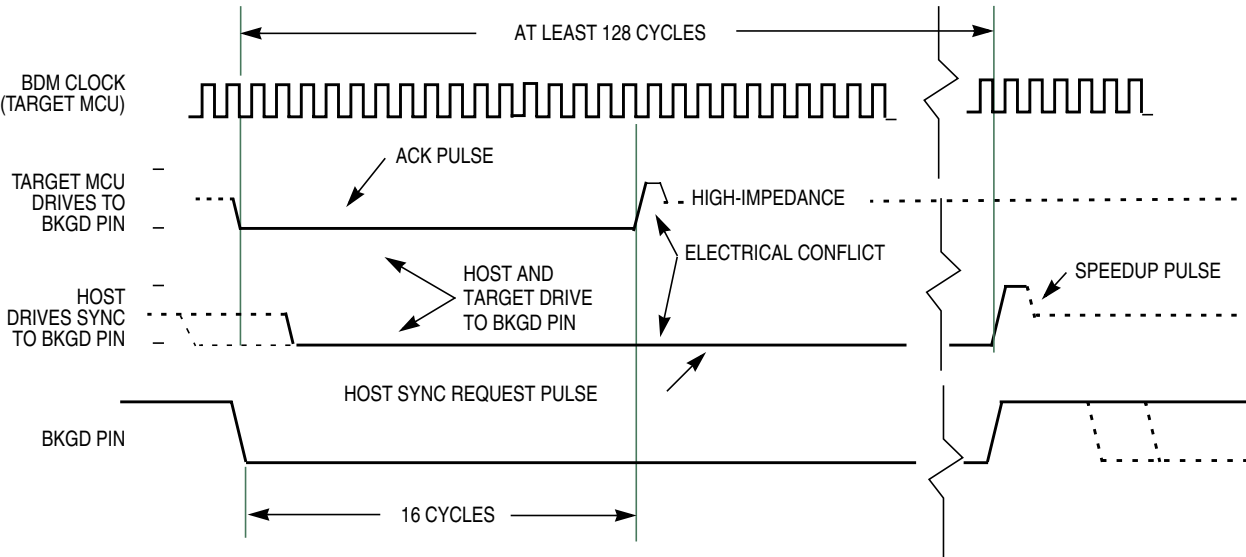 AT LEAST 128 CYCLES
BDM CLOCK
(TARGET MCU)
ACK PULSE
TARGET MCU
DRIVES TO
BKGD PIN
HIGH-IMPEDANCE
ELECTRICAL CONFLICT
HOST AND
TARGET DRIVE
TO BKGD PIN
SPEEDUP PULSE
HOST
DRIVES SYNC
TO BKGD PIN
HOST SYNC REQUEST PULSE
BKGD PIN
16 CYCLES